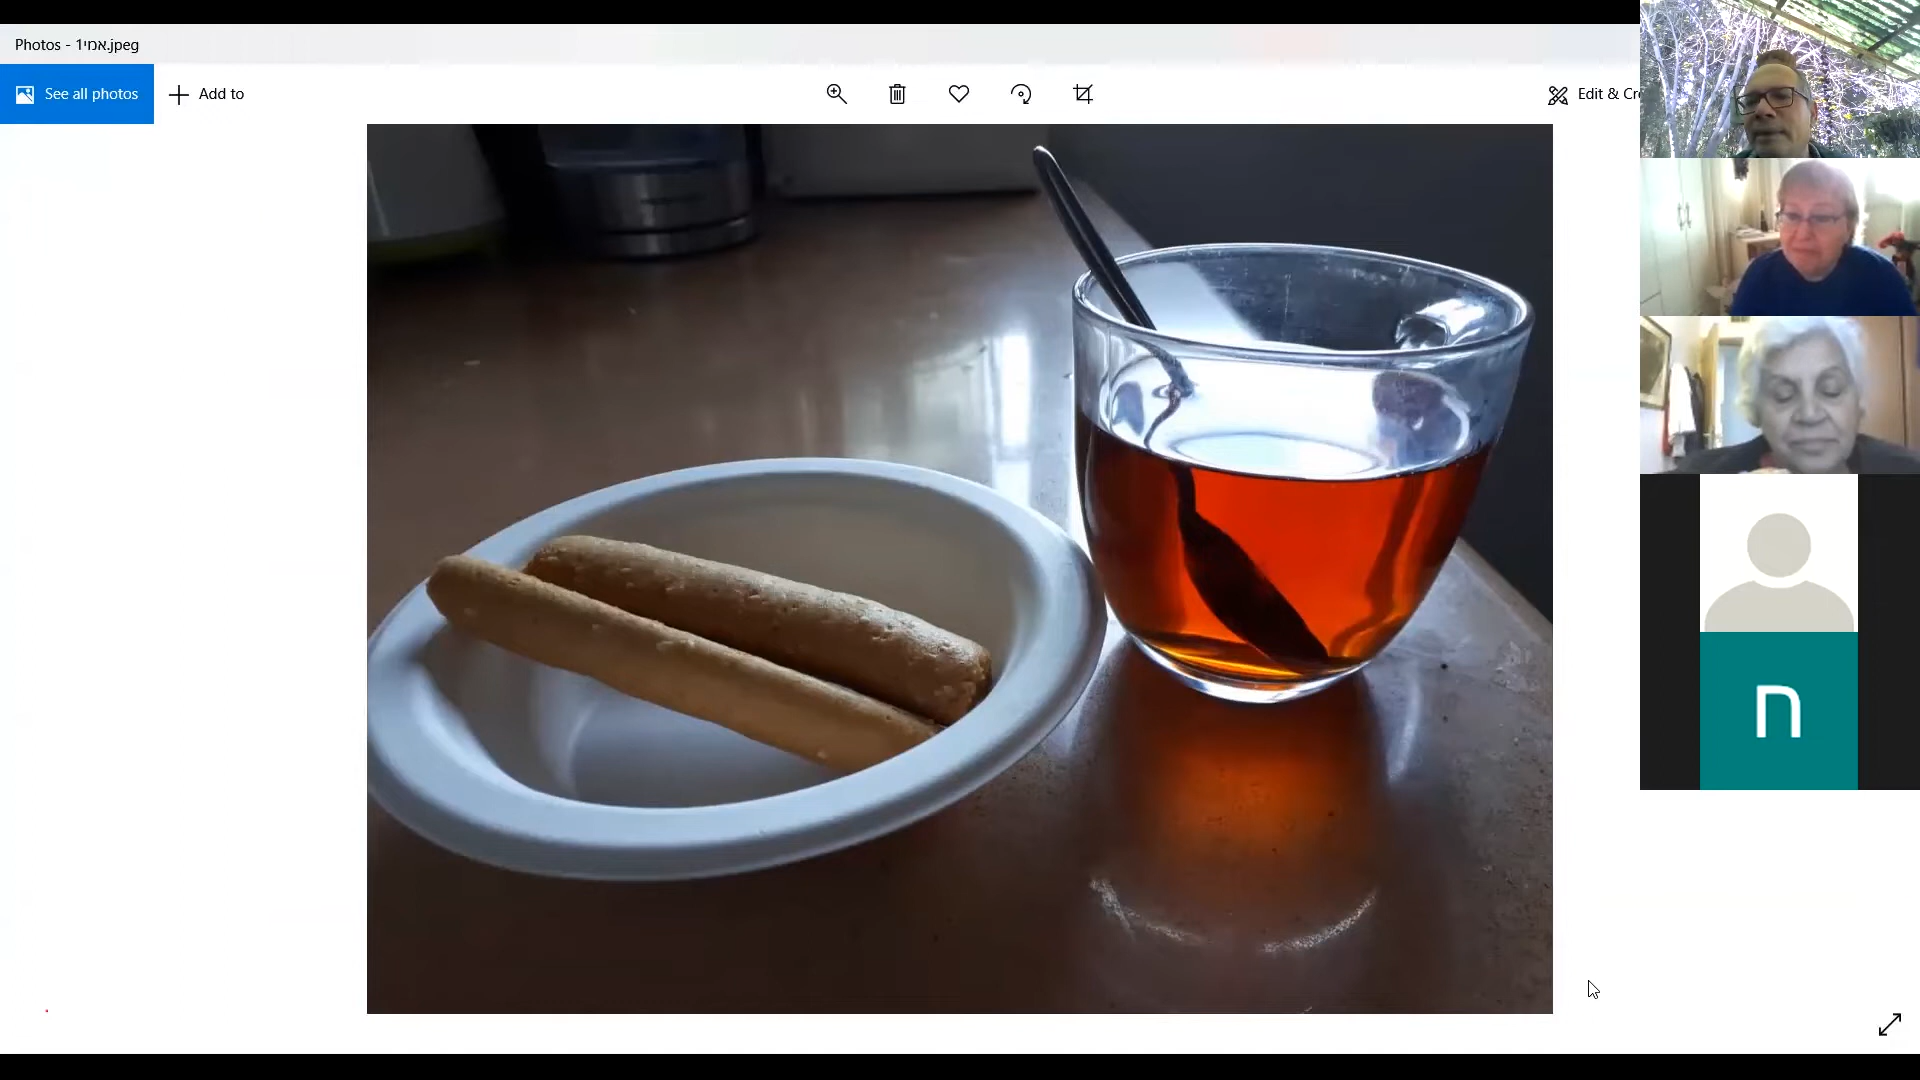 Photos - אמי1.jpeg
See all photos
Add to
Edit & Cr
ח